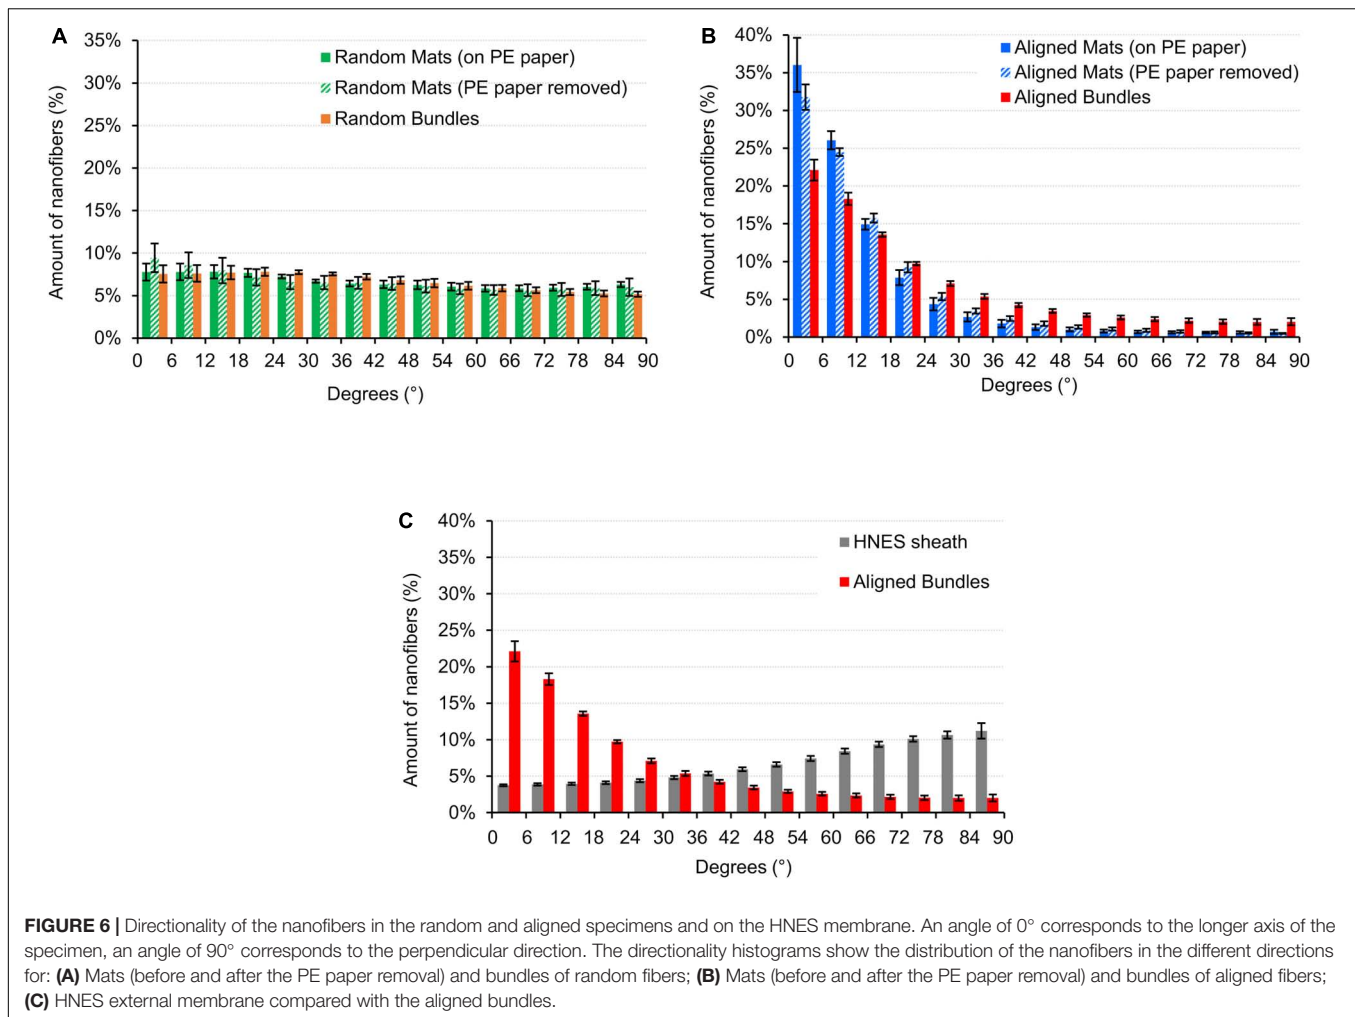 A
35%
30%
25%
20%
15%
10%
5%
0%
Amount of nanofibers (%)
Random Mats (on PE paper)
Random Mats (PE paper removed)
Random Bundles
0 6 12 18 24 30 36 42 48 54 60 66 72 78 84 90
Degrees (°)
B
40%
35%
30%
25%
20%
15%
10%
5%
0%
Amount of nanofibers (%)
Aligned Mats (on PE paper)
Aligned Mats (PE paper removed)
Aligned Bundles
0 6 12 18 24 30 36 42 48 54 60 66 72 78 84 90
Degrees (°)
C
40%
35%
30%
25%
20%
15%
10%
5%
0%
Amount of nanofibers (%)
HNES sheath
Aligned Bundles
0 6 12 18 24 30 36 42 48 54 60 66 72 78 84 90
Degrees (°)
FIGURE 6 | Directionality of the nanofibers in the random and aligned specimens and on the HNES membrane. An angle of 0° corresponds to the longer axis of the
specimen, an angle of 90° corresponds to the perpendicular direction. The directionality histograms show the distribution of the nanofibers in the different directions
for: (A) Mats (before and after the PE paper removal) and bundles of random fibers; (B) Mats (before and after the PE paper removal) and bundles of aligned fibers;
(C) HNES external membrane compared with the aligned bundles.